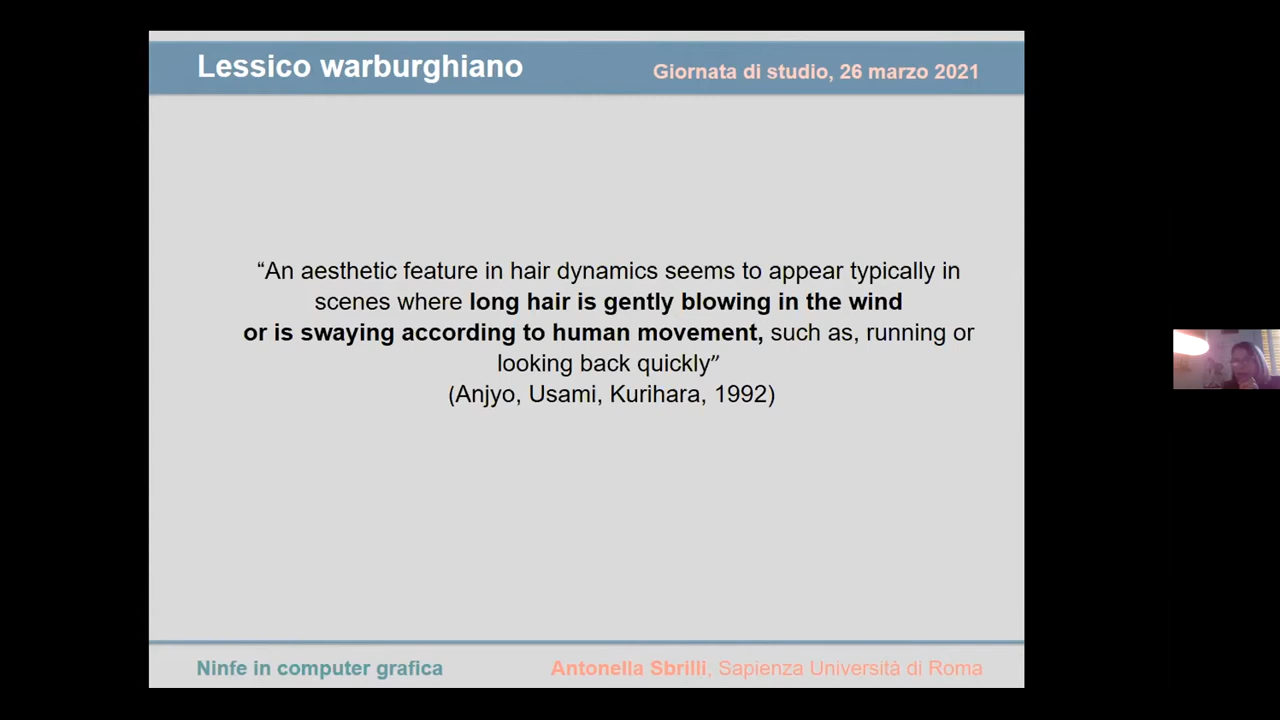 Lessico warburghiano
Giornata di studio, 26 marzo 2021
“An aesthetic feature in hair dynamics seems to appear typically in
scenes where long hair is gently blowing in the wind
or is swaying according to human movement, such as, running or
looking back quickly”
(Anjyo, Usami, Kurihara, 1992)
Ninfe in computer grafica
Antonella Sbrilli, Sapienza Universitá di Roma